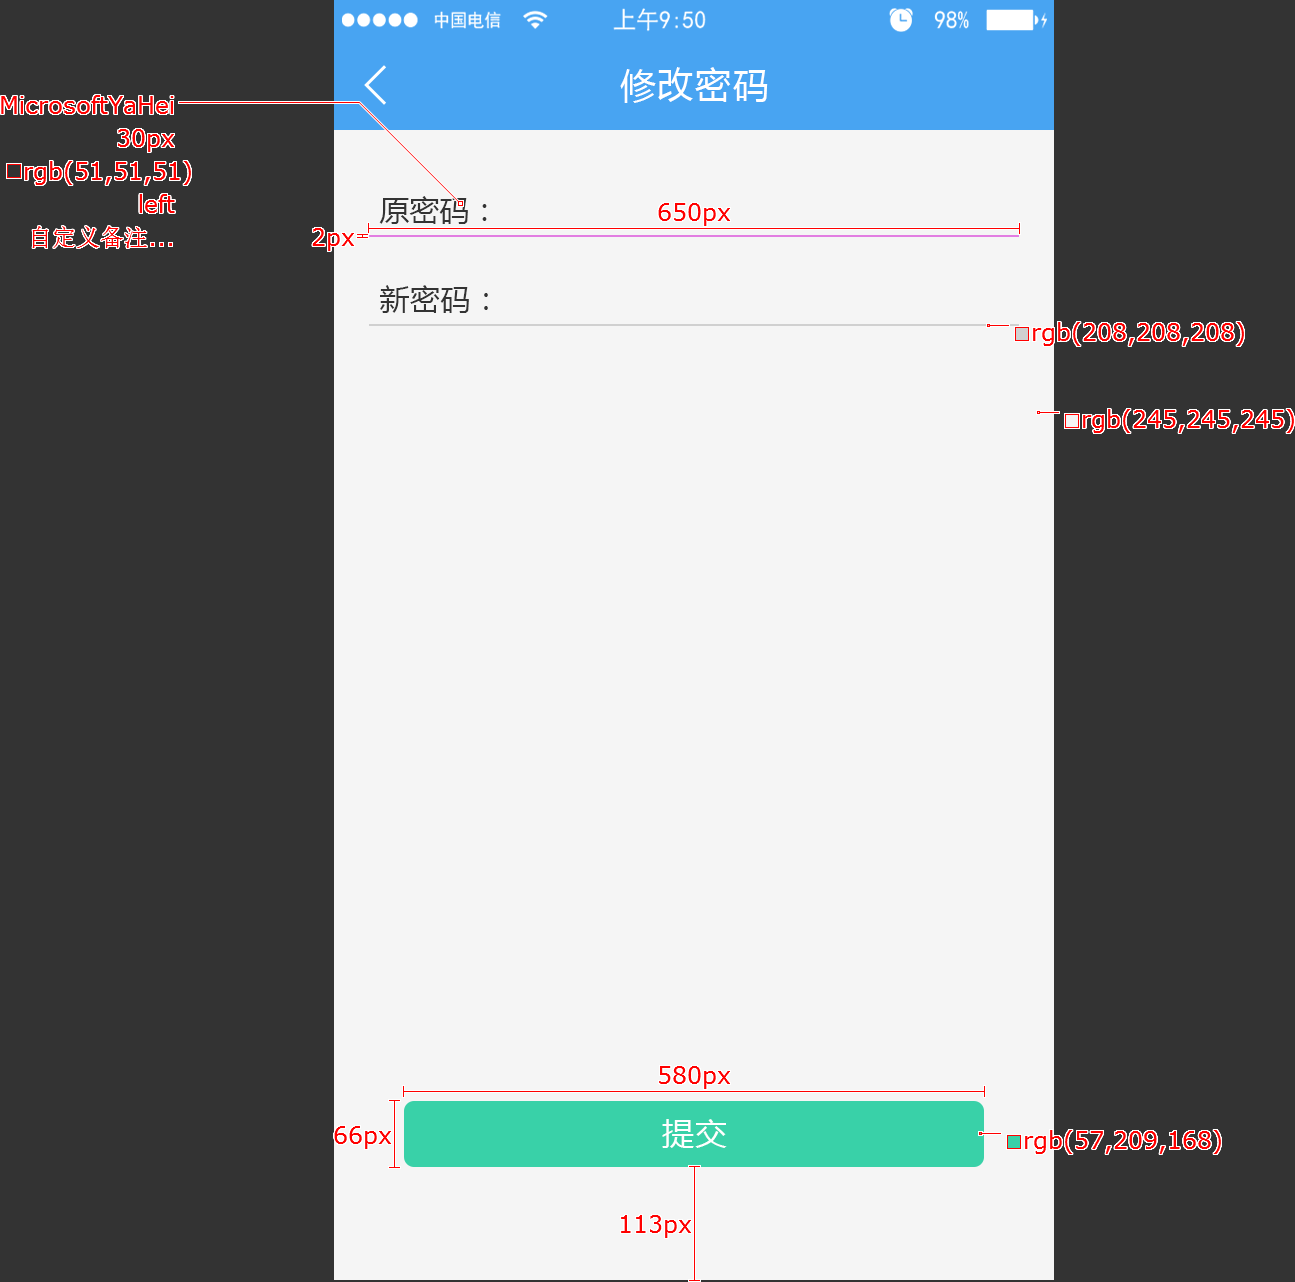 中国电信 上午9:50 98%
修改密码
MicrosoftYaHei
30px
rgb(51,51,51)
left
自定义备注...
原密码：
650px
2px
新密码：
rgb(208,208,208)
rgb(245,245,245)
580px
66px
提交
rgb(57,209,168)
113px